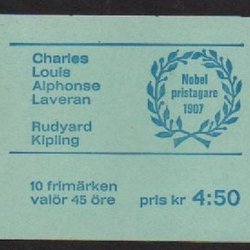 Charles
Louis
Alphonse
Laveran
Rudyard
Kipling
Nobel
pristagare
1907
10 frimärken
valör 45 öre
pris kr 4:50